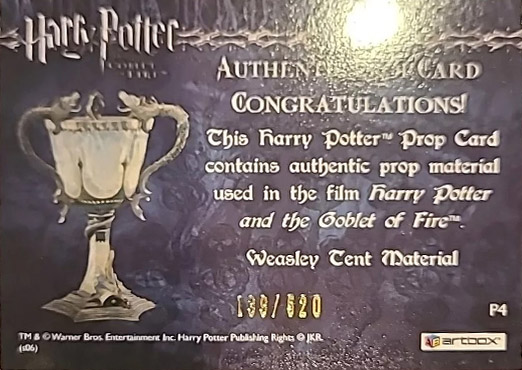 Harry Potter
AUTHEN CARD
CONGRATULATIONS!
This Harry Potter™ Prop Card
contains authentic prop material
used in the film Harry Potter
and the Goblet of Fire™.
Weasley Tent Material
139/520
P4
TM & © Warner Bros. Entertainment Inc. Harry Potter Publishing Rights © JKR.
(s06)
artbox